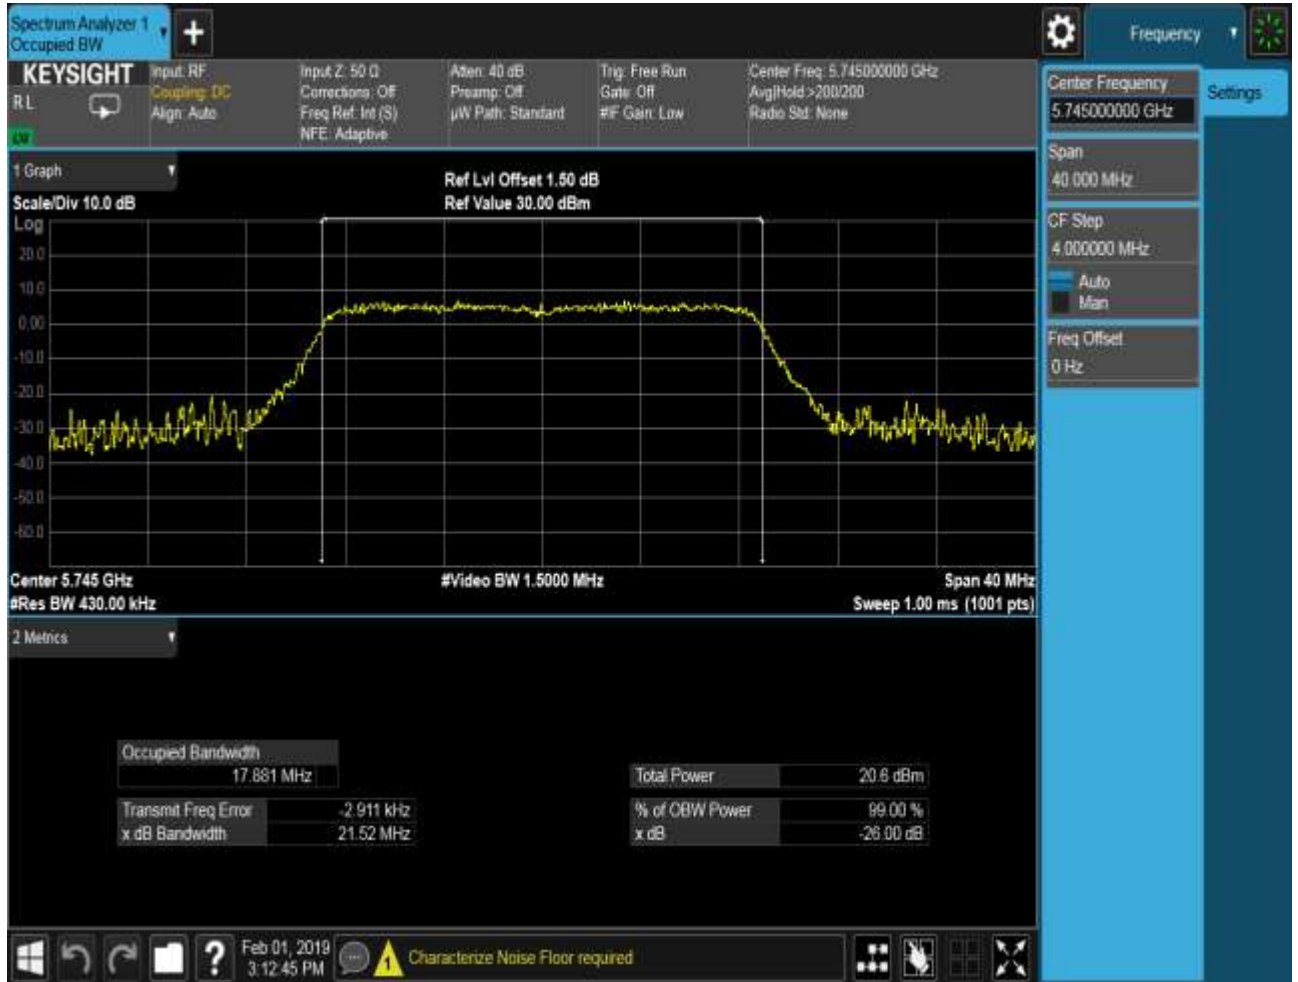 Spectrum Analyzer 1
Occupied BW
Frequency
KEYSIGHT
R L
Input: RF
Coupling: DC
Align: Auto
Input Z: 50 Ω
Corrections: Off
Freq Ref: Int (S)
NFE: Adaptive
Atten: 40 dB
Preamp: Off
µW Path: Standard
Trig: Free Run
Gate: Off
#IF Gain: Low
Center Freq: 5.745000000 GHz
Avg|Hold:>200/200
Radio Std: None
Center Frequency
5.745000000 GHz
Settings
Span
40.000 MHz
CF Step
4.000000 MHz
Auto
Man
Freq Offset
0 Hz
1 Graph
Scale/Div 10.0 dB
Ref Lvl Offset 1.50 dB
Ref Value 30.00 dBm
Log
20.0
10.0
0.00
-10.0
-20.0
-30.0
-40.0
-50.0
-60.0
Center 5.745 GHz
#Video BW 1.5000 MHz
Span 40 MHz
#Res BW 430.00 kHz
Sweep 1.00 ms (1001 pts)
2 Metrics
Occupied Bandwidth
17.881 MHz
Total Power 20.6 dBm
Transmit Freq Error -2.911 kHz
% of OBW Power 99.00 %
x dB Bandwidth 21.52 MHz
x dB -26.00 dB
Feb 01, 2019
3:12:45 PM
1
Characterize Noise Floor required